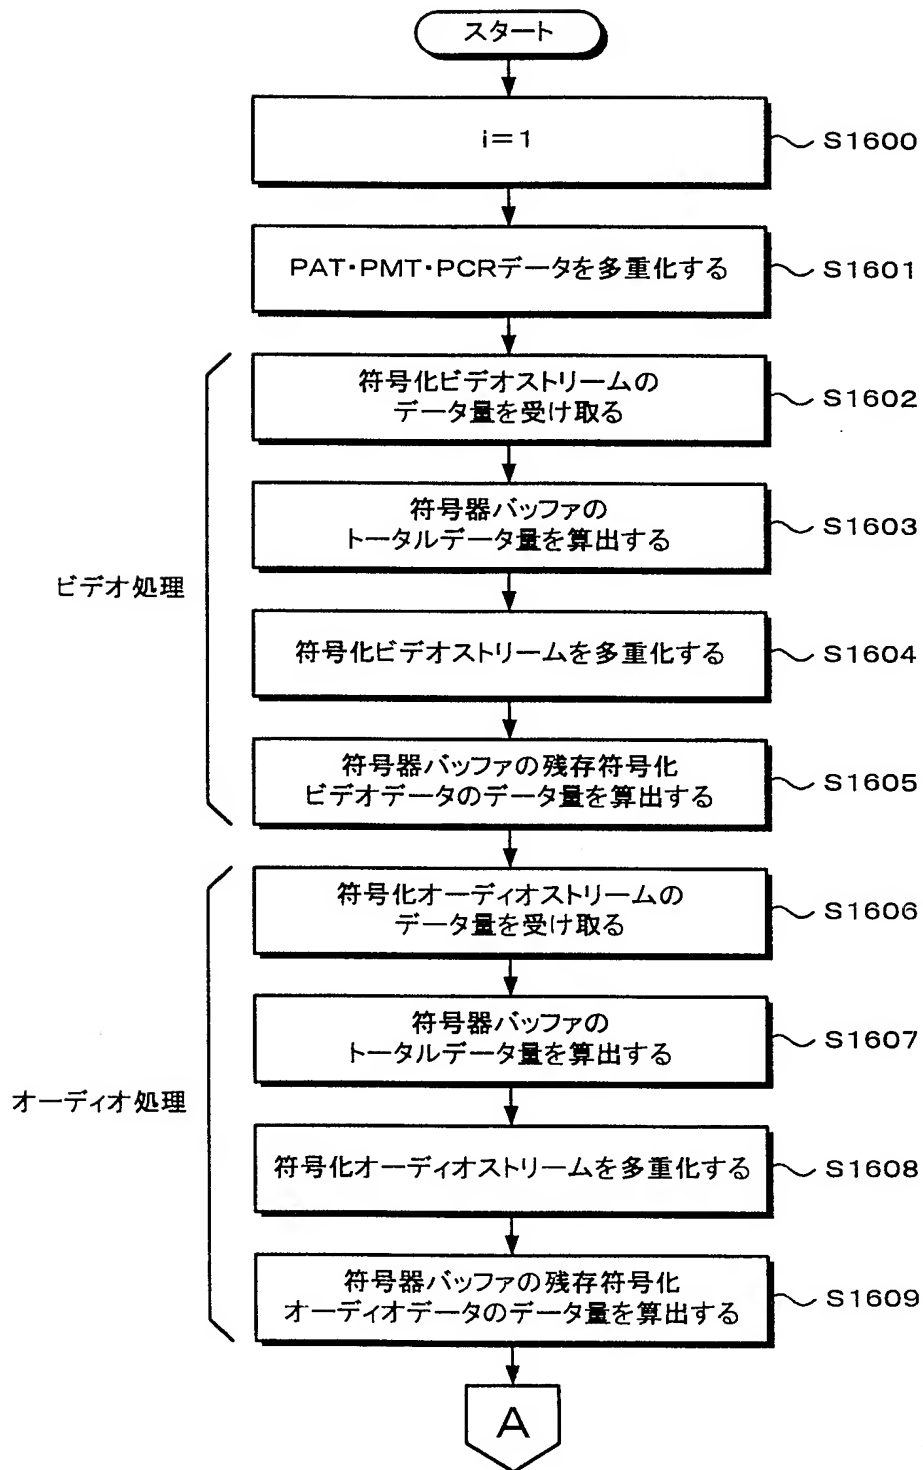 スタート
i=1
S1600
PAT・PMT・PCRデータを多重化する
S1601
ビデオ処理
符号化ビデオストリームの
データ量を受け取る
S1602
符号器バッファの
トータルデータ量を算出する
S1603
符号化ビデオストリームを多重化する
S1604
符号器バッファの残存符号化
ビデオデータのデータ量を算出する
S1605
オーディオ処理
符号化オーディオストリームの
データ量を受け取る
S1606
符号器バッファの
トータルデータ量を算出する
S1607
符号化オーディオストリームを多重化する
S1608
符号器バッファの残存符号化
オーディオデータのデータ量を算出する
S1609
A